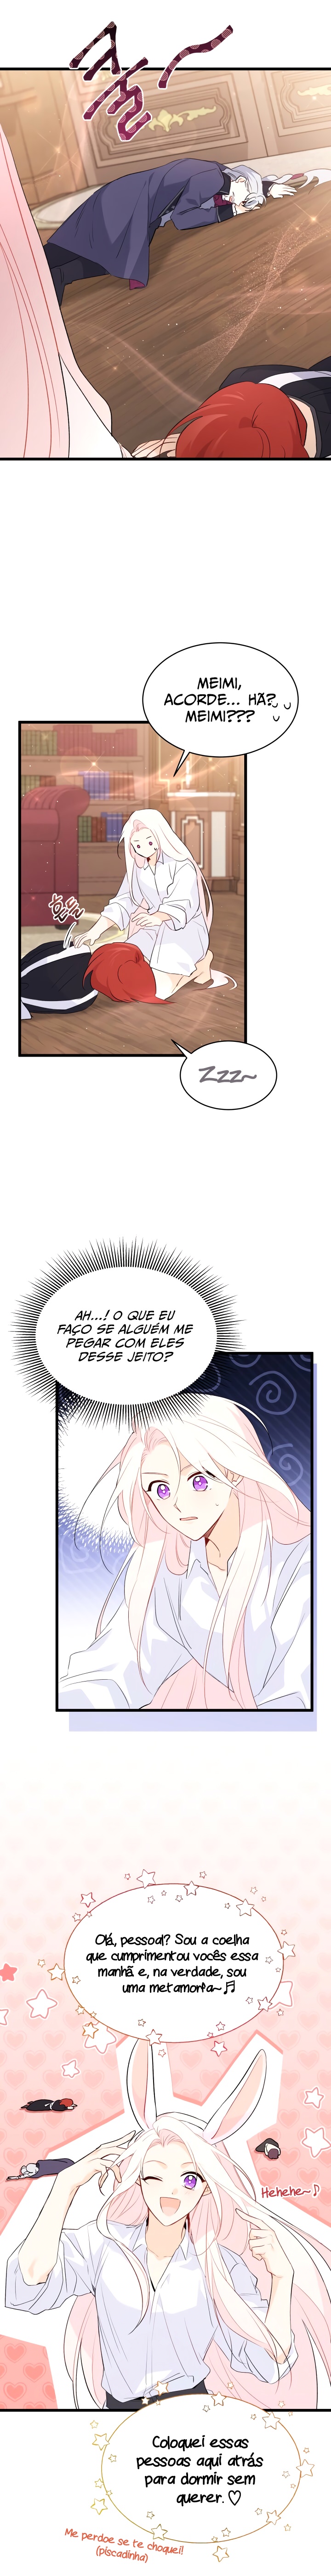 MEIMI,
ACORDE... HÃ?
MEIMI???
ZZZ~
AH...! O QUE EU
FAÇO SE ALGUÉM ME
PEGAR COM ELES
DESSE JEITO?
Olá, pessoal? Sou a coelha
que cumprimentou vocês essa
manhã e, na verdade, sou
uma metamorfa~♬
Hehehe~♪
Coloquei essas
pessoas aqui atrás
para dormir sem
querer.♡
Me perdoe se te choquei!
(piscadinha)